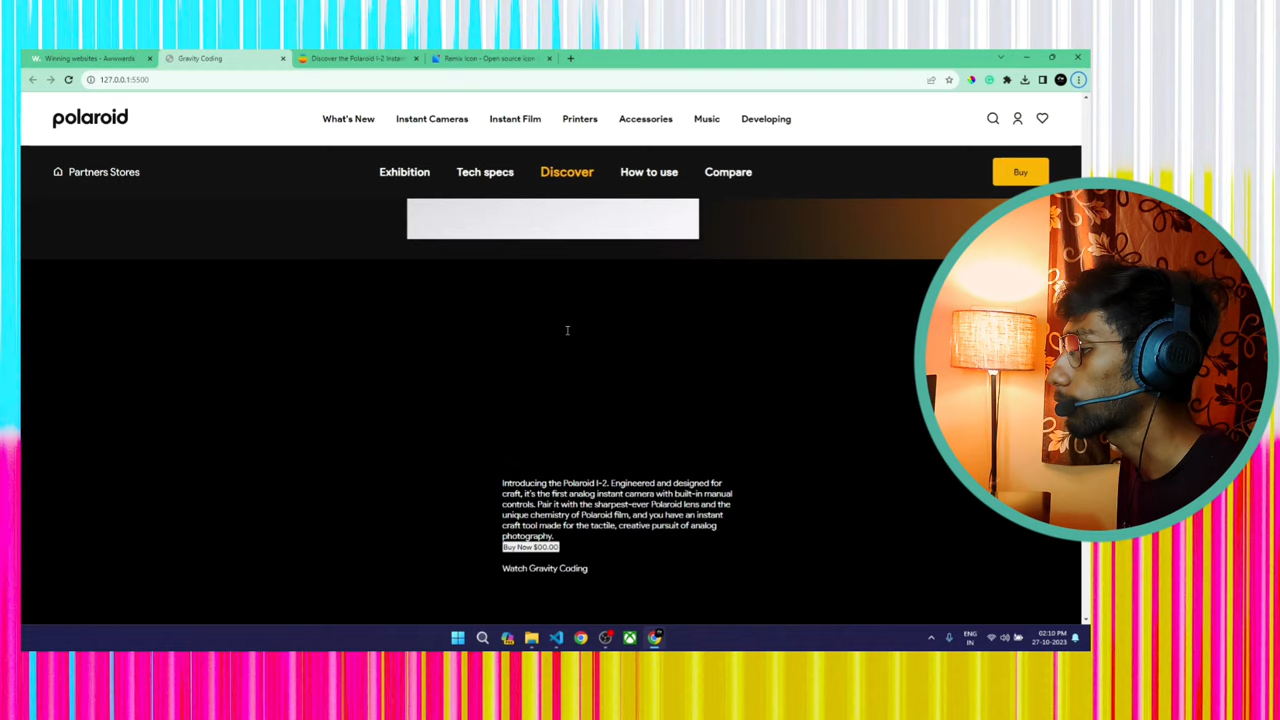 Winning websites - Awwwards
Gravity Coding
Discover the Polaroid I-2 Instan
Remix Icon - Open source icon
127.0.0.1:5500
polaroid
What's New
Instant Cameras
Instant Film
Printers
Accessories
Music
Developing
Partners Stores
Exhibition
Tech specs
Discover
How to use
Compare
Buy
Introducing the Polaroid I-2. Engineered and designed for
craft, it's the first analog instant camera with built-in manual
controls. Pair it with the sharpest-ever Polaroid lens and the
unique chemistry of Polaroid film, and you have an instant
craft tool made for the tactile, creative pursuit of analog
photography.
Buy Now $00.00
Watch Gravity Coding
ENG
IN
02:10 PM
27-10-2023